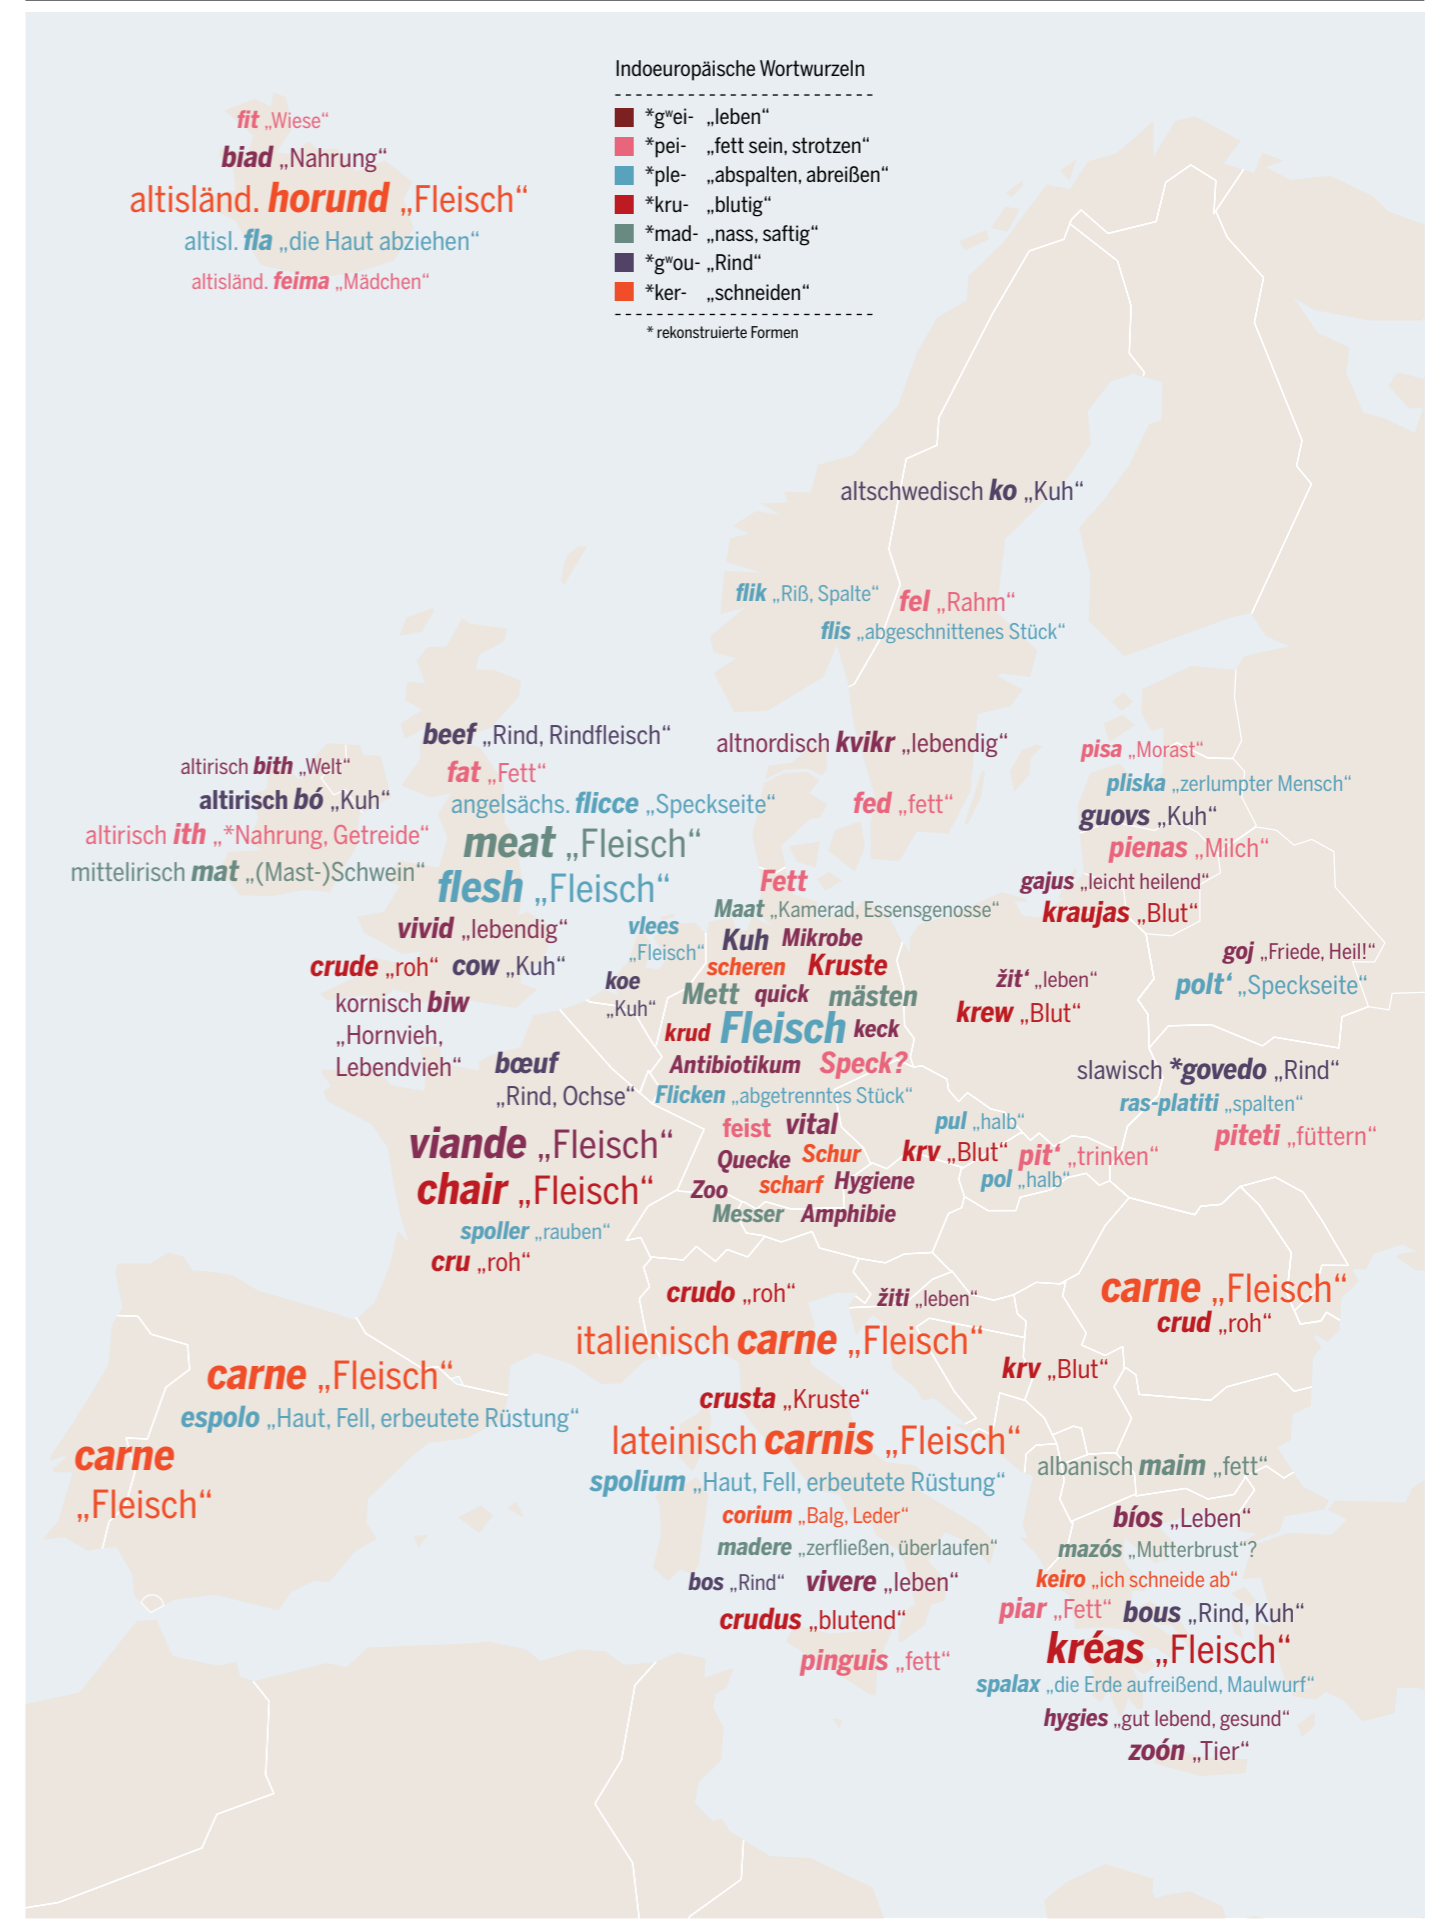 Indoeuropäische Wortwurzeln
*gʷei- „leben“
*pei- „fett sein, strotzen“
*ple- „abspalten, abreißen“
*kru- „blutig“
*mad- „nass, saftig“
*gʷou- „Rind“
*ker- „schneiden“
* rekonstruierte Formen
fit „Wiese“
biad „Nahrung“
altisländ. horund „Fleisch“
altisl. fla „die Haut abziehen“
altisländ. feima „Mädchen“
altschwedisch ko „Kuh“
flik „Riß, Spalte“
fel „Rahm“
flis „abgeschnittenes Stück“
beef „Rind, Rindfleisch“
fat „Fett“
angelsächs. flicce „Speckseite“
meat „Fleisch“
flesh „Fleisch“
vivid „lebendig“
crude „roh“ cow „Kuh“
kornisch biw
„Hornvieh,
Lebendvieh“
altirisch bith „Welt“
altirisch bó „Kuh“
altirisch ith „*Nahrung, Getreide“
mittelirisch mat „(Mast-)Schwein“
altnordisch kvikr „lebendig“
fed „fett“
pisa „Morast“
pliska „zerlumpter Mensch“
guovs „Kuh“
pienas „Milch“
gajus „leicht heilend“
kraujas „Blut“
goj „Friede, Heil!“
polt‘ „Speckseite“
žit‘ „leben“
krew „Blut“
vlees
„Fleisch“
koe
„Kuh“
Fett
Maat „Kamerad, Essensgenosse“
Kuh Mikrobe
scheren Kruste
Mett quick mästen
krud Fleisch keck
Antibiotikum Speck?
Flicken „abgetrenntes Stück“
feist vital
Quecke Schur
Zoo scharf Hygiene
Messer Amphibie
bœuf
„Rind, Ochse“
viande „Fleisch“
chair „Fleisch“
spoller „rauben“
cru „roh“
slawisch *govedo „Rind“
ras-platiti „spalten“
piteti „füttern“
pul „halb“
krv „Blut“ pit‘ „trinken“
pol „halb“
crudo „roh“
žiti „leben“
italienisch carne „Fleisch“
carne „Fleisch“
crud „roh“
krv „Blut“
carne „Fleisch“
espolo „Haut, Fell, erbeutete Rüstung“
carne
„Fleisch“
crusta „Kruste“
lateinisch carnis „Fleisch“
spolium „Haut, Fell, erbeutete Rüstung“
corium „Balg, Leder“
madere „zerfließen, überlaufen“
bos „Rind“ vivere „leben“
crudus „blutend“
pinguis „fett“
albanisch maim „fett“
bíos „Leben“
mazós „Mutterbrust“?
keiro „ich schneide ab“
piar „Fett“ bous „Rind, Kuh“
kréas „Fleisch“
spalax „die Erde aufreißend, Maulwurf“
hygies „gut lebend, gesund“
zoón „Tier“